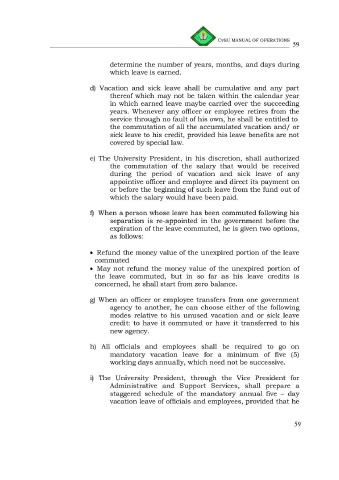 CvSU MANUAL OF OPERATIONS
59
determine the number of years, months, and days during
which leave is earned.
d) Vacation and sick leave shall be cumulative and any part
thereof which may not be taken within the calendar year
in which earned leave maybe carried over the succeeding
years. Whenever any officer or employee retires from the
service through no fault of his own, he shall be entitled to
the commutation of all the accumulated vacation and/ or
sick leave to his credit, provided his leave benefits are not
covered by special law.
e) The University President, in his discretion, shall authorized
the commutation of the salary that would be received
during the period of vacation and sick leave of any
appointive officer and employee and direct its payment on
or before the beginning of such leave from the fund out of
which the salary would have been paid.
f) When a person whose leave has been commuted following his
separation is re-appointed in the government before the
expiration of the leave commuted, he is given two options,
as follows:
• Refund the money value of the unexpired portion of the leave
commuted
• May not refund the money value of the unexpired portion of
the leave commuted, but in so far as his leave credits is
concerned, he shall start from zero balance.
g) When an officer or employee transfers from one government
agency to another, he can choose either of the following
modes relative to his unused vacation and or sick leave
credit: to have it commuted or have it transferred to his
new agency.
h) All officials and employees shall be required to go on
mandatory vacation leave for a minimum of five (5)
working days annually, which need not be successive.
i) The University President, through the Vice President for
Administrative and Support Services, shall prepare a
staggered schedule of the mandatory annual five – day
vacation leave of officials and employees, provided that he
59